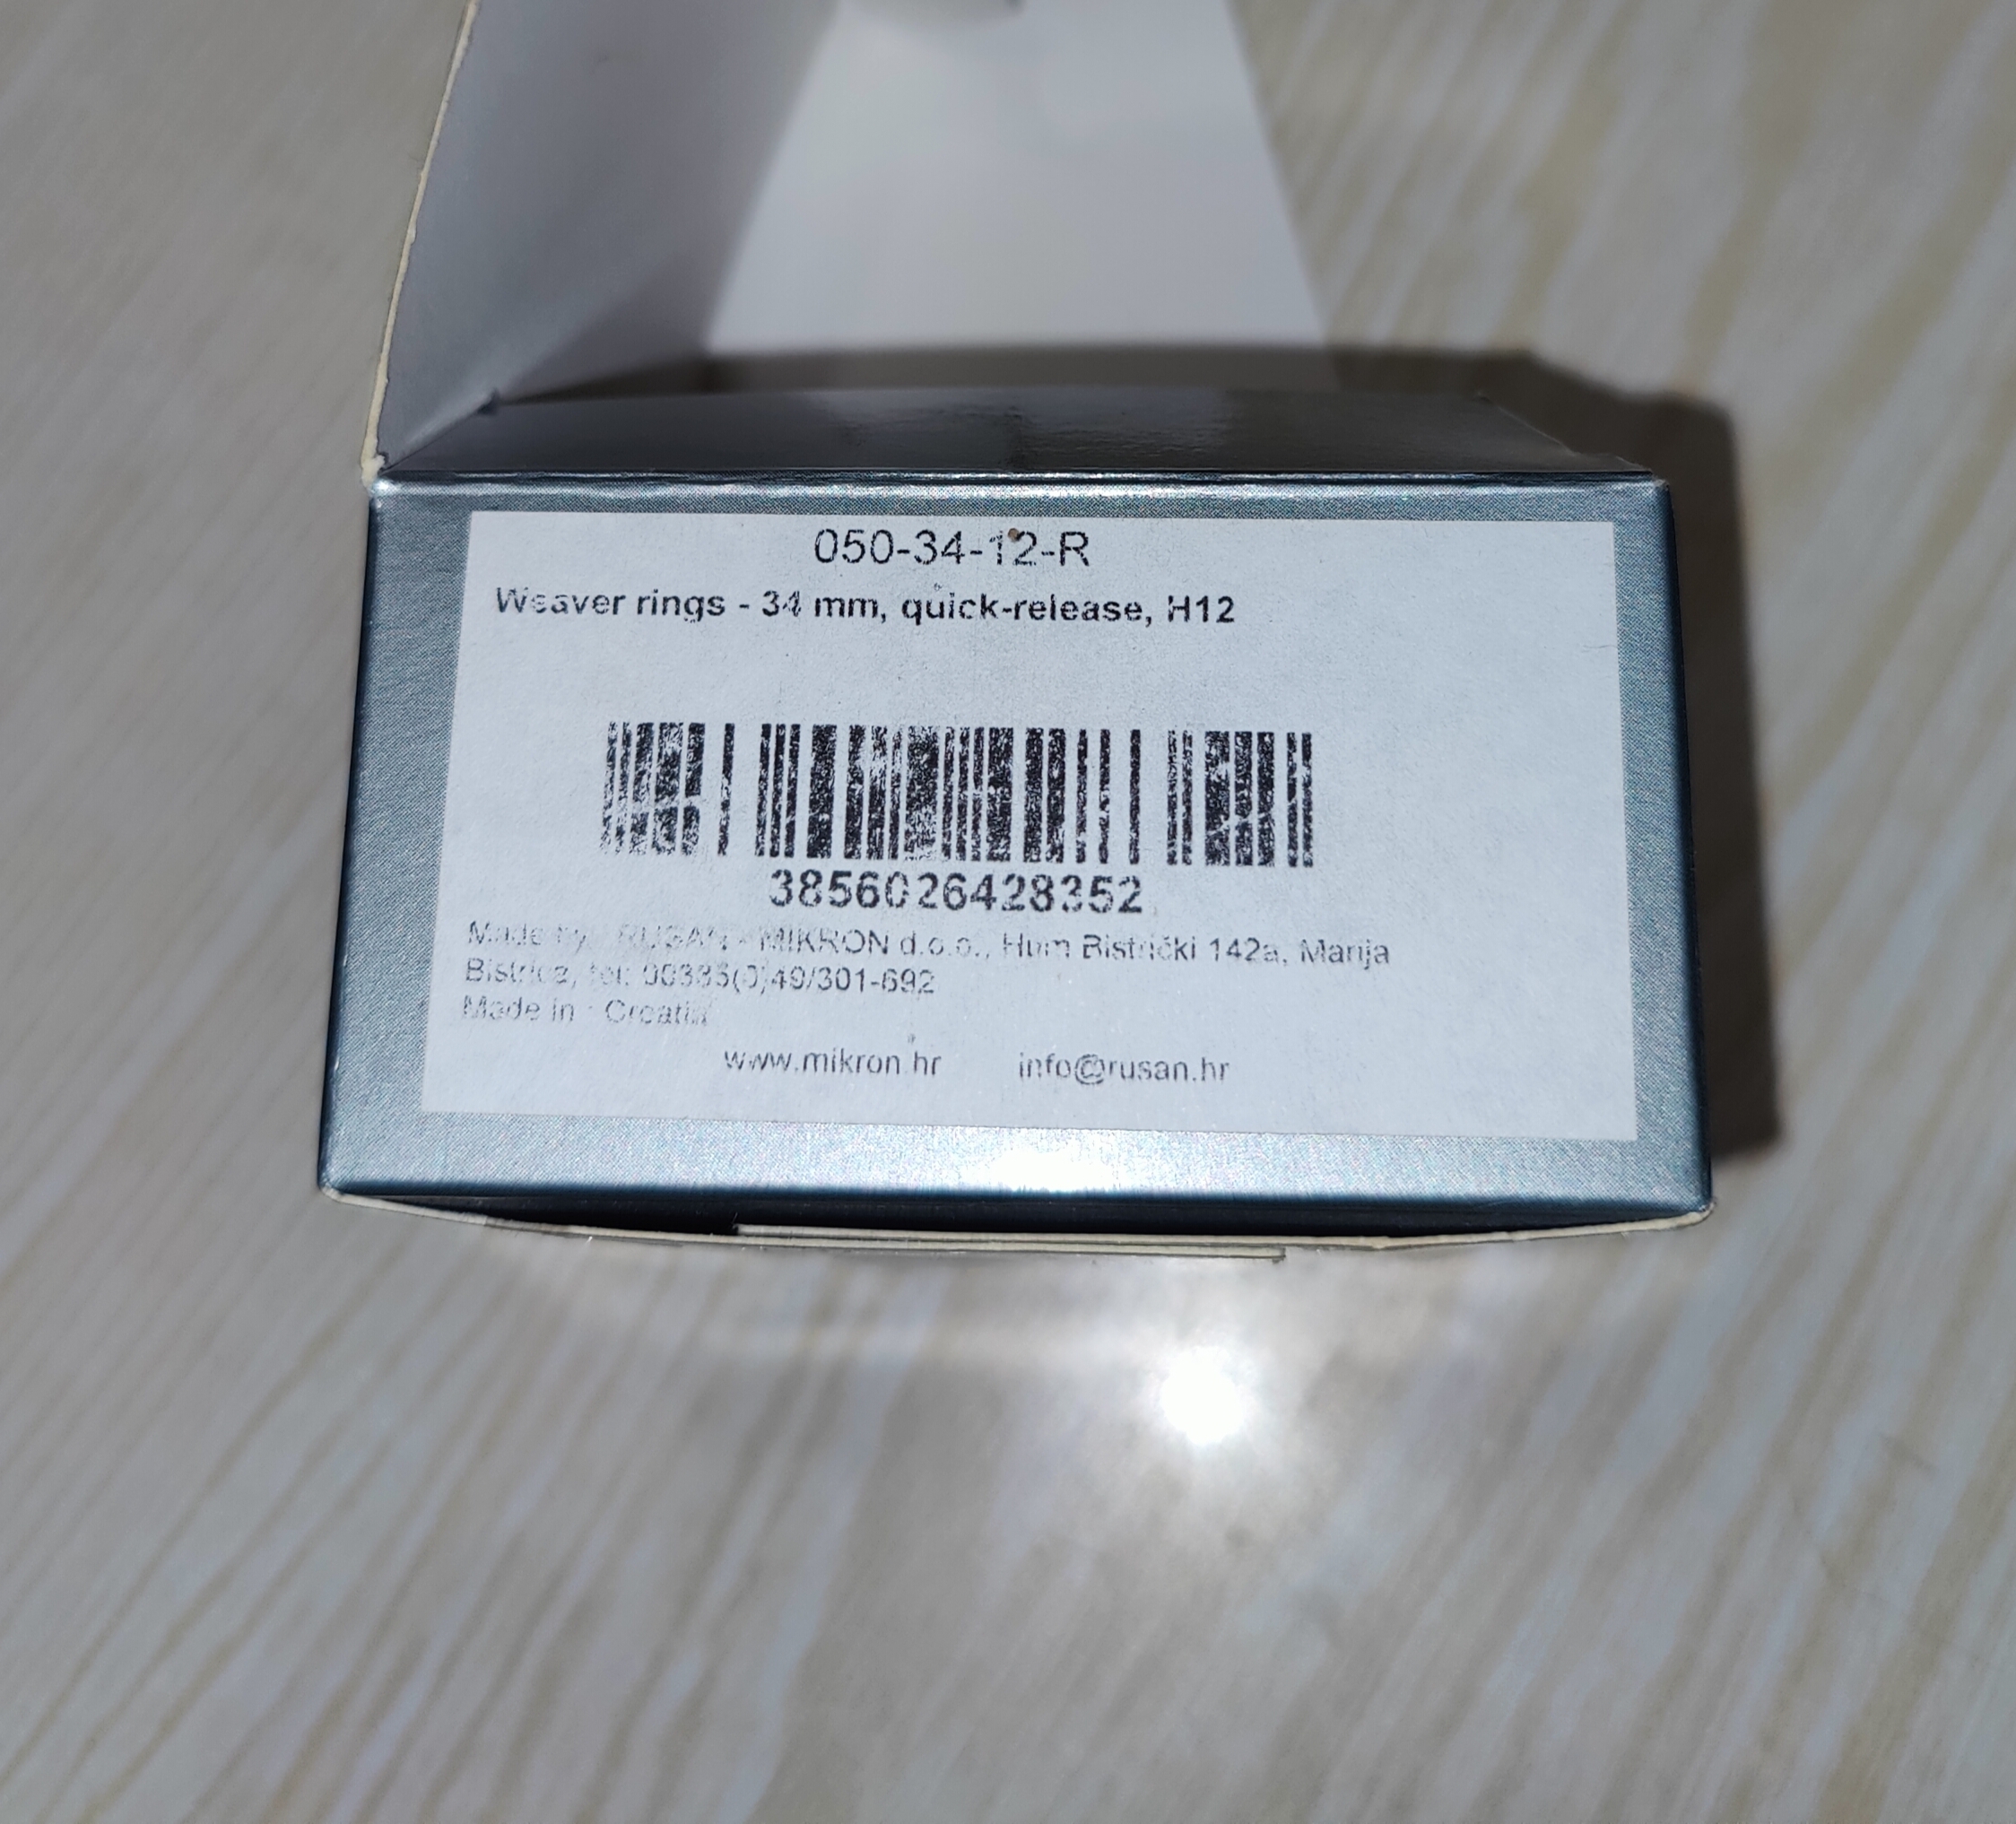 050-34-12-R
Weaver rings - 34 mm, quick-release, H12
3856026428352
Made by : RUSAN - MIKRON d.o.o., Hum Bistrički 142a, Marija
Bistrica, tel: 00385(0)49/301-692
Made in : Croatia
www.mikron.hr info@rusan.hr